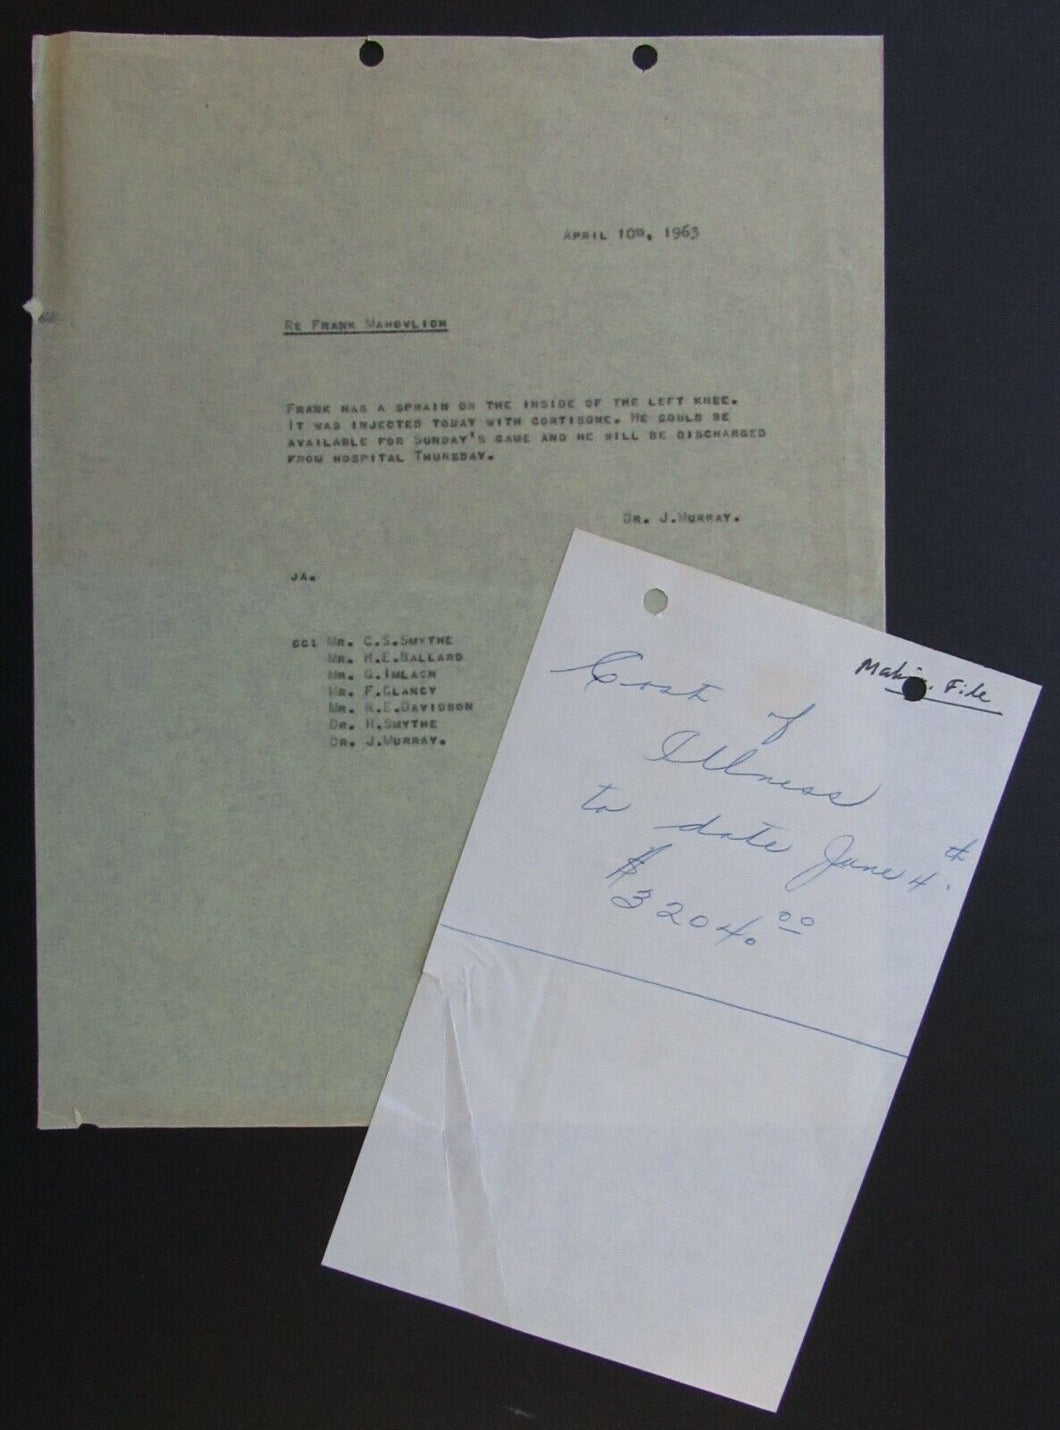 APRIL 10TH, 1963
RE FRANK MAHOVLICH
FRANK HAS A SPRAIN ON THE INSIDE OF THE LEFT KNEE.
IT WAS INJECTED TODAY WITH CORTISONE. HE COULD BE
AVAILABLE FOR SUNDAY'S GAME AND HE WILL BE DISCHARGED
FROM HOSPITAL THURSDAY.
DR. J.MURRAY.
JA.
CC: MR. C.S.SMYTHE
MR. H.E.BALLARD
MR. G.IMLACH
MR. F.CLANCY
MR. R.E.DAVIDSON
DR. H.SMYTHE
DR. J.MURRAY.
File
Cost of
Illness
to date June 4th.
$3204.00